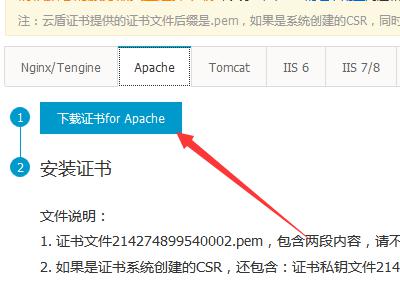 注：云盾证书提供的证书文件后缀是.pem，如果是系统创建的CSR，同时
Nginx/Tengine Apache Tomcat IIS 6 IIS 7/8
1 下载证书for Apache
2 安装证书
文件说明：
1. 证书文件214274899540002.pem，包含两段内容，请不
2. 如果是证书系统创建的CSR，还包含：证书私钥文件214